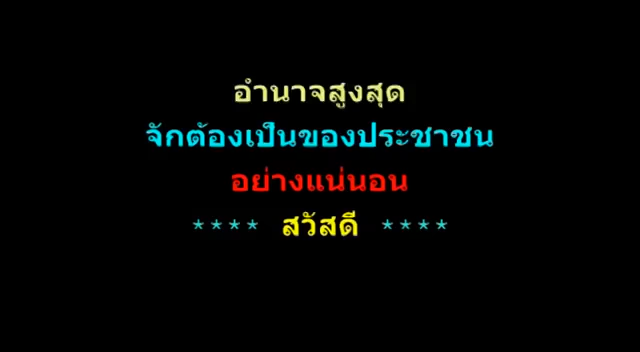 อำนาจสูงสุด
จักต้องเป็นของประชาชน
อย่างแน่นอน
**** สวัสดี ****